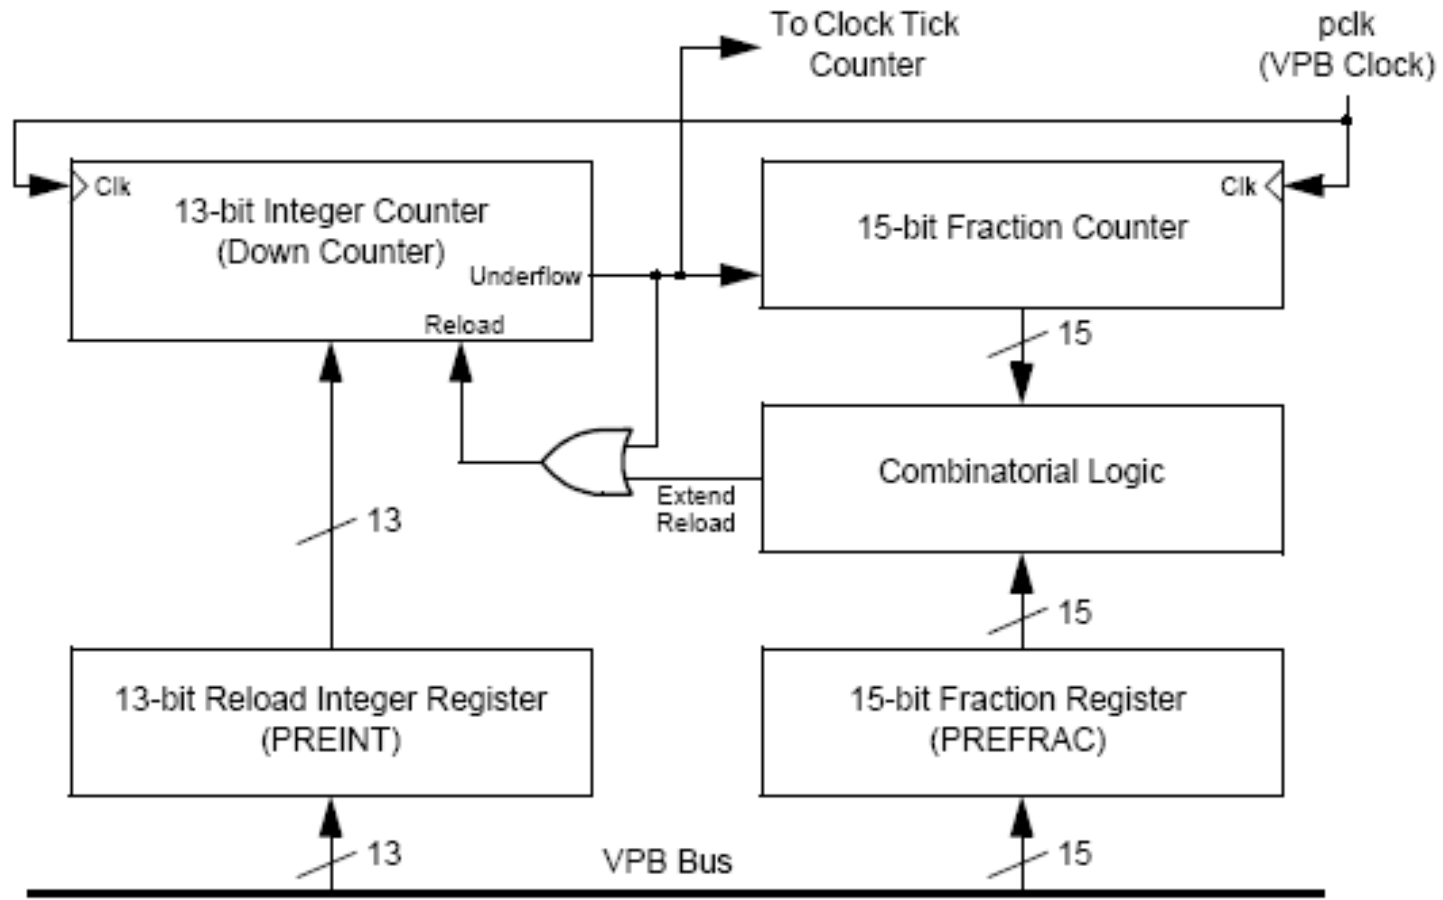 To Clock Tick
Counter
pclk
(VPB Clock)
Clk
13-bit Integer Counter
(Down Counter)
Underflow
Reload
Clk
15-bit Fraction Counter
15
Combinatorial Logic
Extend
Reload
13
15
13-bit Reload Integer Register
(PREINT)
15-bit Fraction Register
(PREFRAC)
13
VPB Bus
15